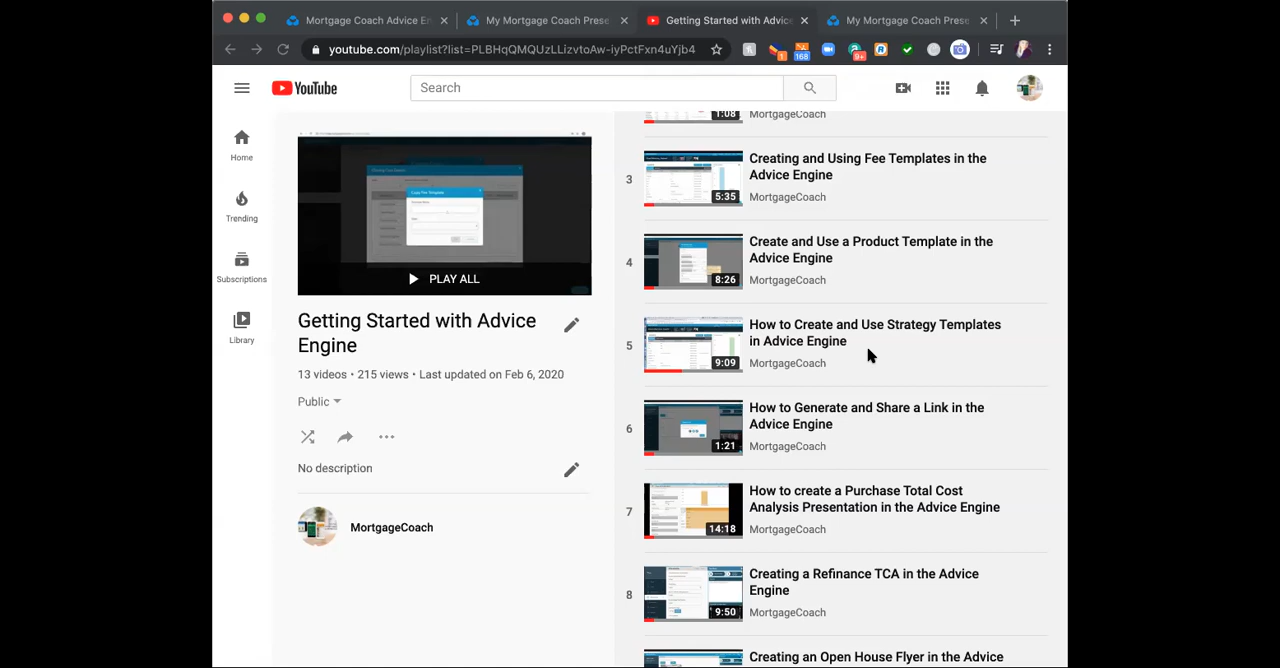 Mortgage Coach Advice En
My Mortgage Coach Prese
Getting Started with Advice
My Mortgage Coach Prese
youtube.com/playlist?list=PLBHqQMQUzLLizvtoAw-iyPctFxn4uYjb4
1
168
9+
YouTube
Search
Home
Trending
Subscriptions
Library
PLAY ALL
Getting Started with Advice
Engine
13 videos • 215 views • Last updated on Feb 6, 2020
Public
No description
MortgageCoach
1:08
MortgageCoach
3
5:35
Creating and Using Fee Templates in the
Advice Engine
MortgageCoach
4
8:26
Create and Use a Product Template in the
Advice Engine
MortgageCoach
5
9:09
How to Create and Use Strategy Templates
in Advice Engine
MortgageCoach
6
1:21
How to Generate and Share a Link in the
Advice Engine
MortgageCoach
7
14:18
How to create a Purchase Total Cost
Analysis Presentation in the Advice Engine
MortgageCoach
8
9:50
Creating a Refinance TCA in the Advice
Engine
MortgageCoach
Creating an Open House Flyer in the Advice